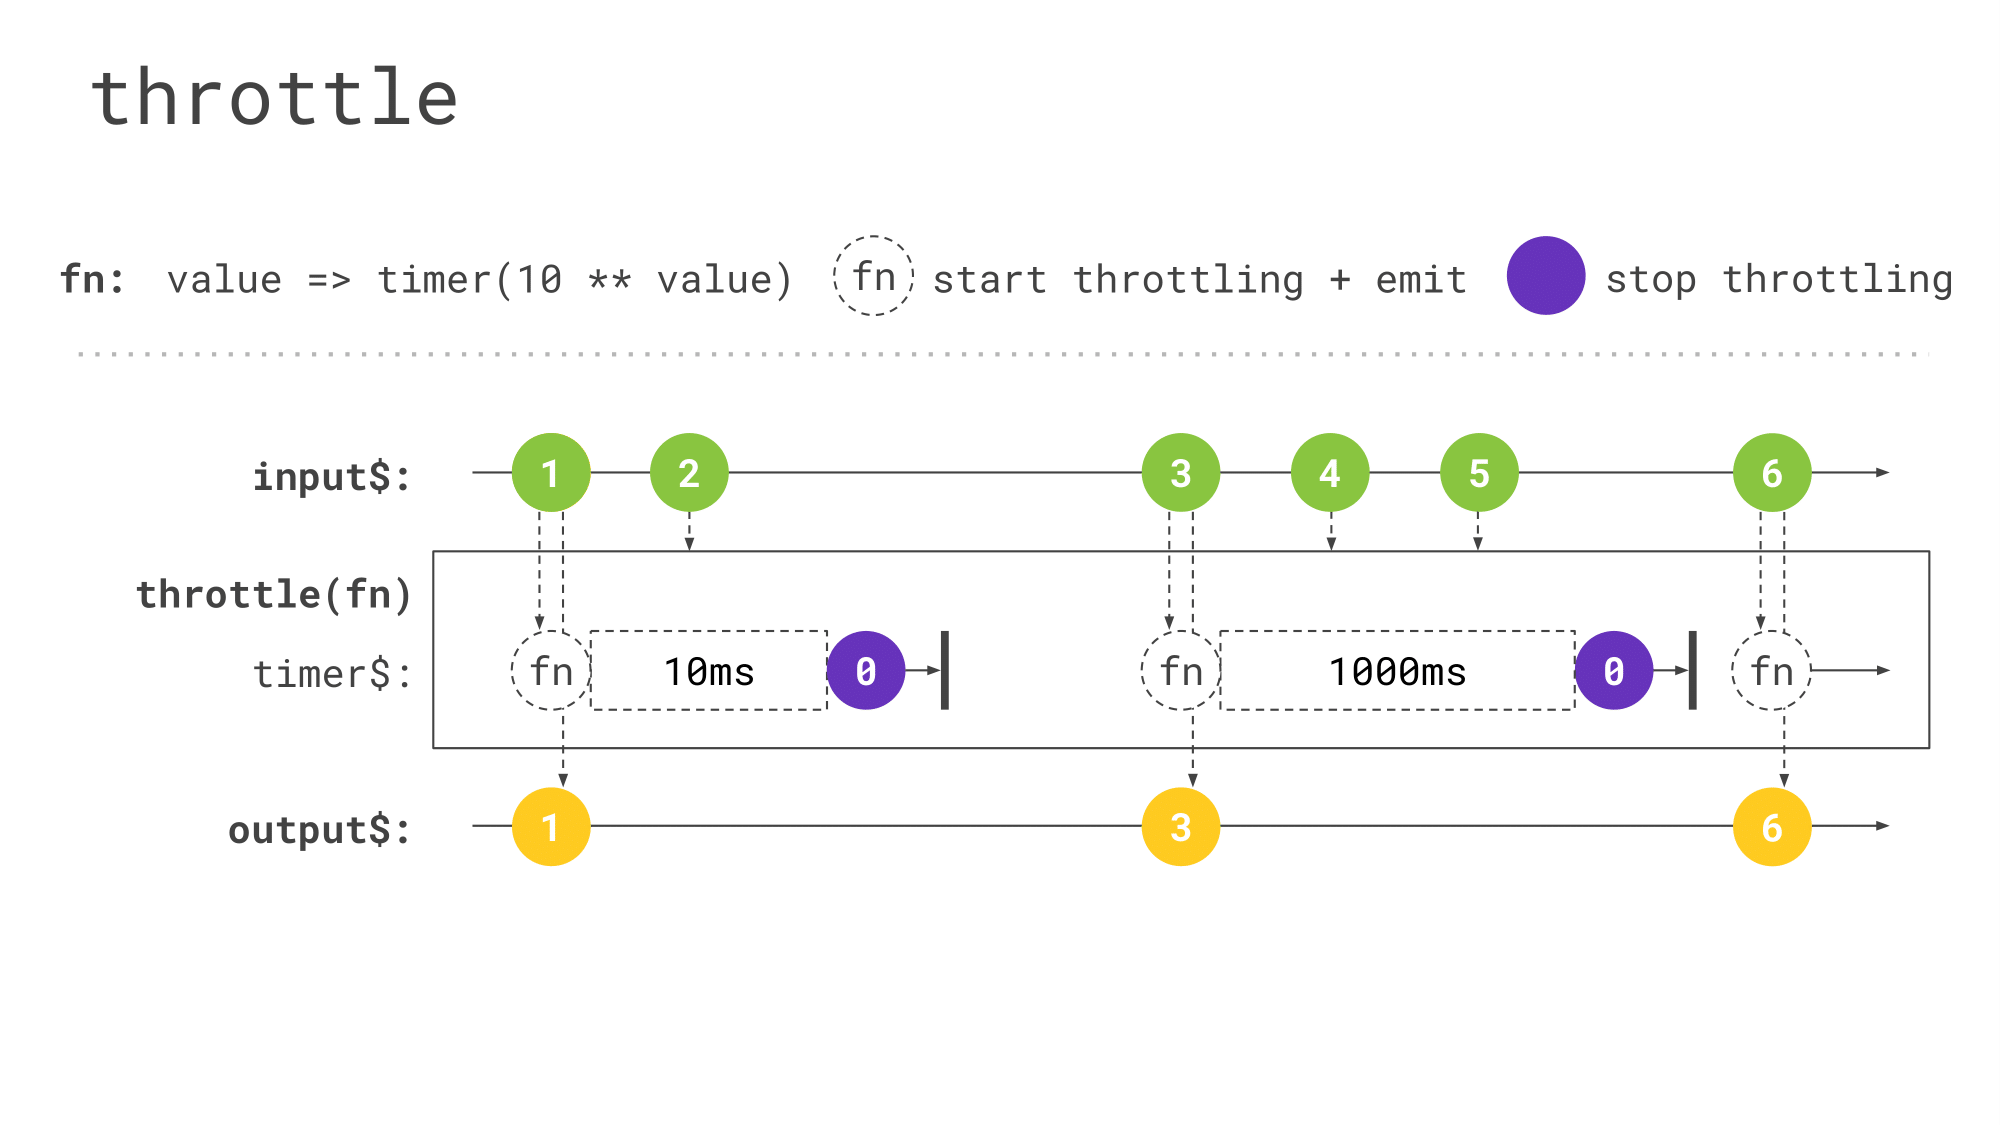 throttle
fn: value => timer(10 ** value) fn start throttling + emit stop throttling
input$: 1 2 3 4 5 6
throttle(fn)
timer$: fn 10ms 0 fn 1000ms 0 fn
output$: 1 3 6